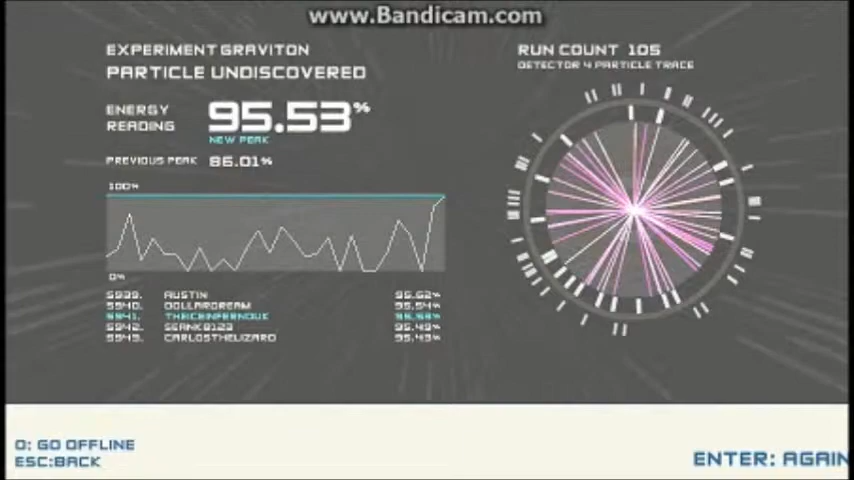 www.Bandicam.com
EXPERIMENT GRAVITON
PARTICLE UNDISCOVERED
ENERGY READING 95.53%
NEW PEAK
PREVIOUS PEAK 86.01%
100%
0%
5939. AUSTIN 95.62%
5940. DOLLARDREAM 95.54%
5941. 
5942. SEANK8123 95.49%
5943. CARLOSTHELIZARD 95.43%
RUN COUNT 105
DETECTOR 4 PARTICLE TRACE
O: GO OFFLINE
ESC:BACK
ENTER: AGAIN